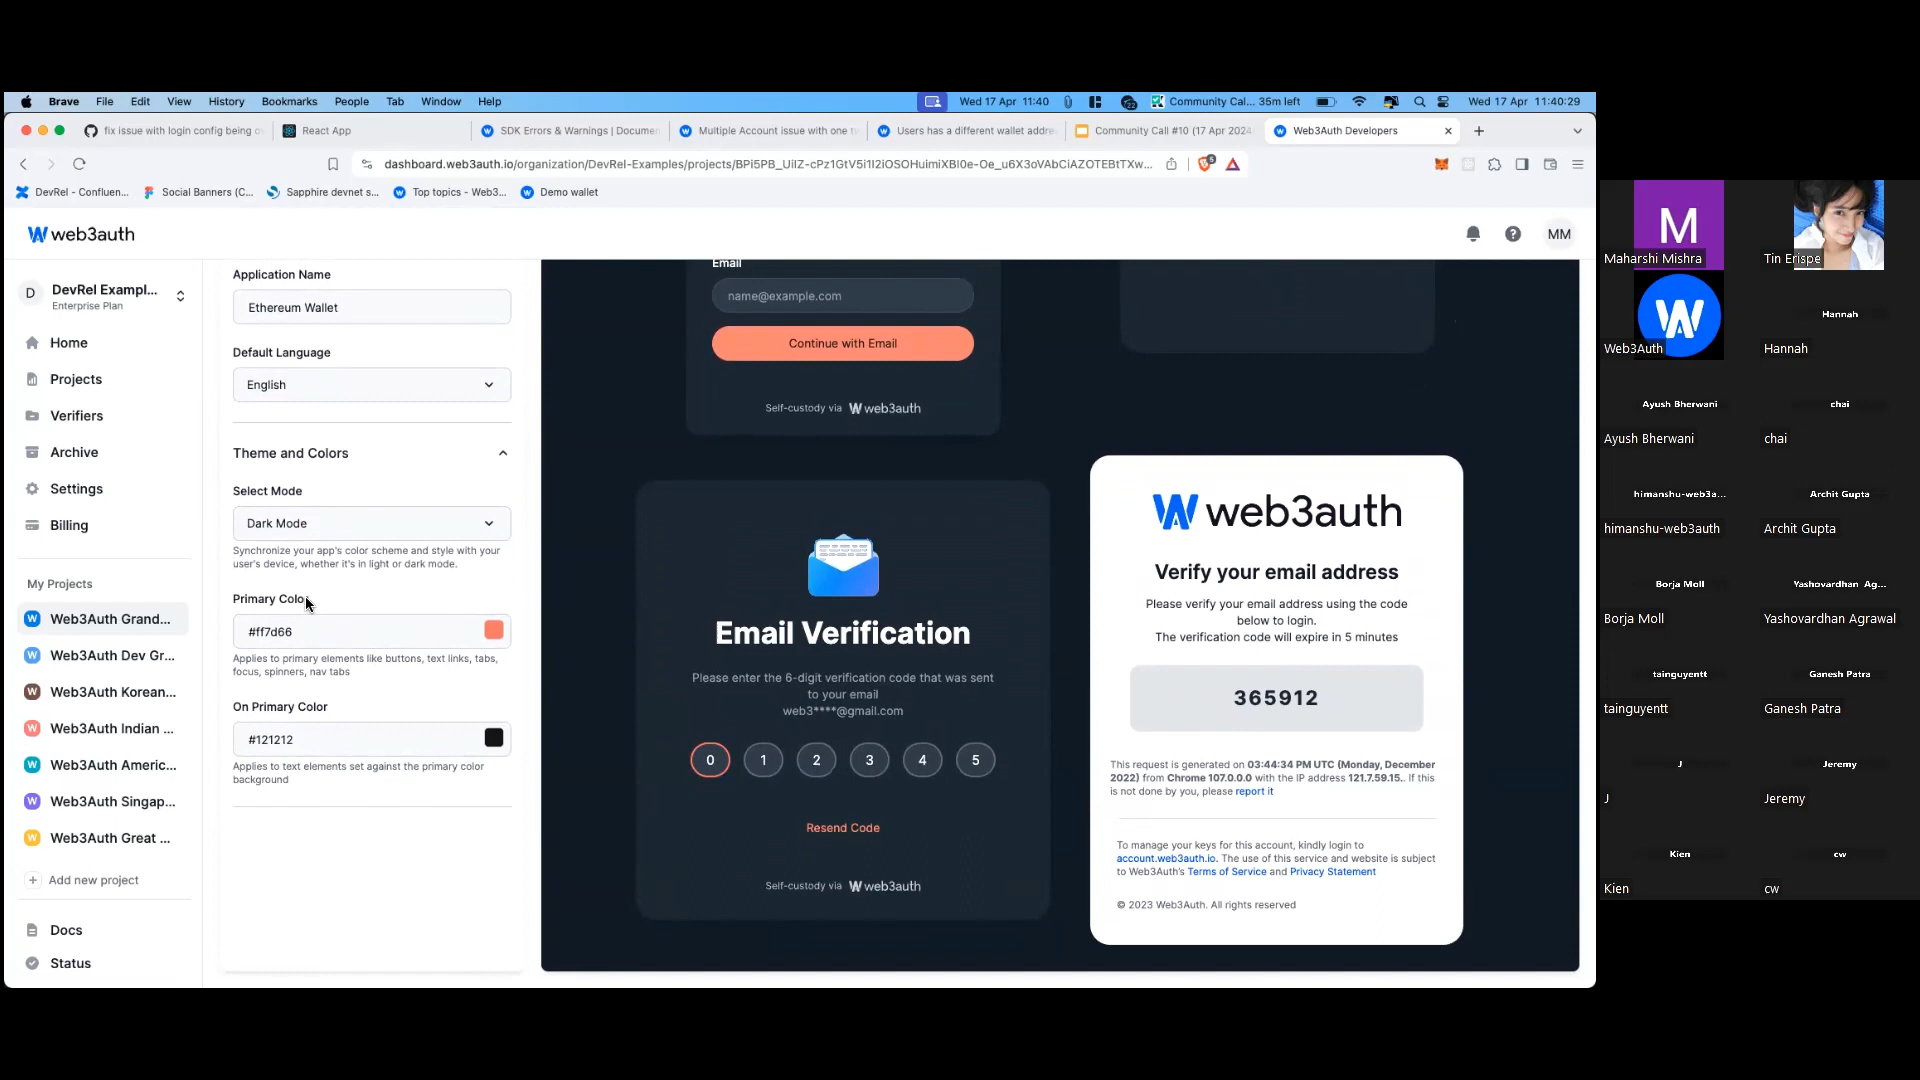 Brave File Edit View History Bookmarks People Tab Window Help Wed 17 Apr 11:40 Community Cal... 35m left Wed 17 Apr 11:40:29
fix issue with login config being o
React App
SDK Errors & Warnings | Documen
Multiple Account issue with one tw
Users has a different wallet addre
Community Call #10 (17 Apr 2024
Web3Auth Developers
dashboard.web3auth.io/organization/DevRel-Examples/projects/BPi5PB_UiIZ-cPz1GtV5i1I2iOSOHuimiXBI0e-Oe_u6X3oVAbCiAZOTEBtTXw...
DevRel - Confluen...
Social Banners (C...
Sapphire devnet s...
Top topics - Web3...
Demo wallet
web3auth
MM
D
DevRel Exampl...
Enterprise Plan
Home
Projects
Verifiers
Archive
Settings
Billing
My Projects
Web3Auth Grand...
Web3Auth Dev Gr...
Web3Auth Korean...
Web3Auth Indian ...
Web3Auth Americ...
Web3Auth Singap...
Web3Auth Great ...
Add new project
Docs
Status
Application Name
Ethereum Wallet
Default Language
English
Theme and Colors
Select Mode
Dark Mode
Synchronize your app's color scheme and style with your
user's device, whether it's in light or dark mode.
Primary Color
#ff7d66
Applies to primary elements like buttons, text links, tabs,
focus, spinners, nav tabs
On Primary Color
#121212
Applies to text elements set against the primary color
background
Email
name@example.com
Continue with Email
Self-custody via web3auth
Email Verification
Please enter the 6-digit verification code that was sent
to your email
web3****@gmail.com
0 1 2 3 4 5
Resend Code
Self-custody via web3auth
web3auth
Verify your email address
Please verify your email address using the code
below to login.
The verification code will expire in 5 minutes
365912
This request is generated on 03:44:34 PM UTC (Monday, December
2022) from Chrome 107.0.0.0 with the IP address 121.7.59.15.. If this
is not done by you, please report it
To manage your keys for this account, kindly login to
account.web3auth.io. The use of this service and website is subject
to Web3Auth's Terms of Service and Privacy Statement
© 2023 Web3Auth. All rights reserved
M
Maharshi Mishra
Tin Erispe
Web3Auth
Hannah
Hannah
Ayush Bherwani
Ayush Bherwani
chai
chai
himanshu-web3a...
himanshu-web3auth
Archit Gupta
Archit Gupta
Borja Moll
Borja Moll
Yashovardhan Ag...
Yashovardhan Agrawal
tainguyentt
tainguyentt
Ganesh Patra
Ganesh Patra
J
J
Jeremy
Jeremy
Kien
Kien
cw
cw